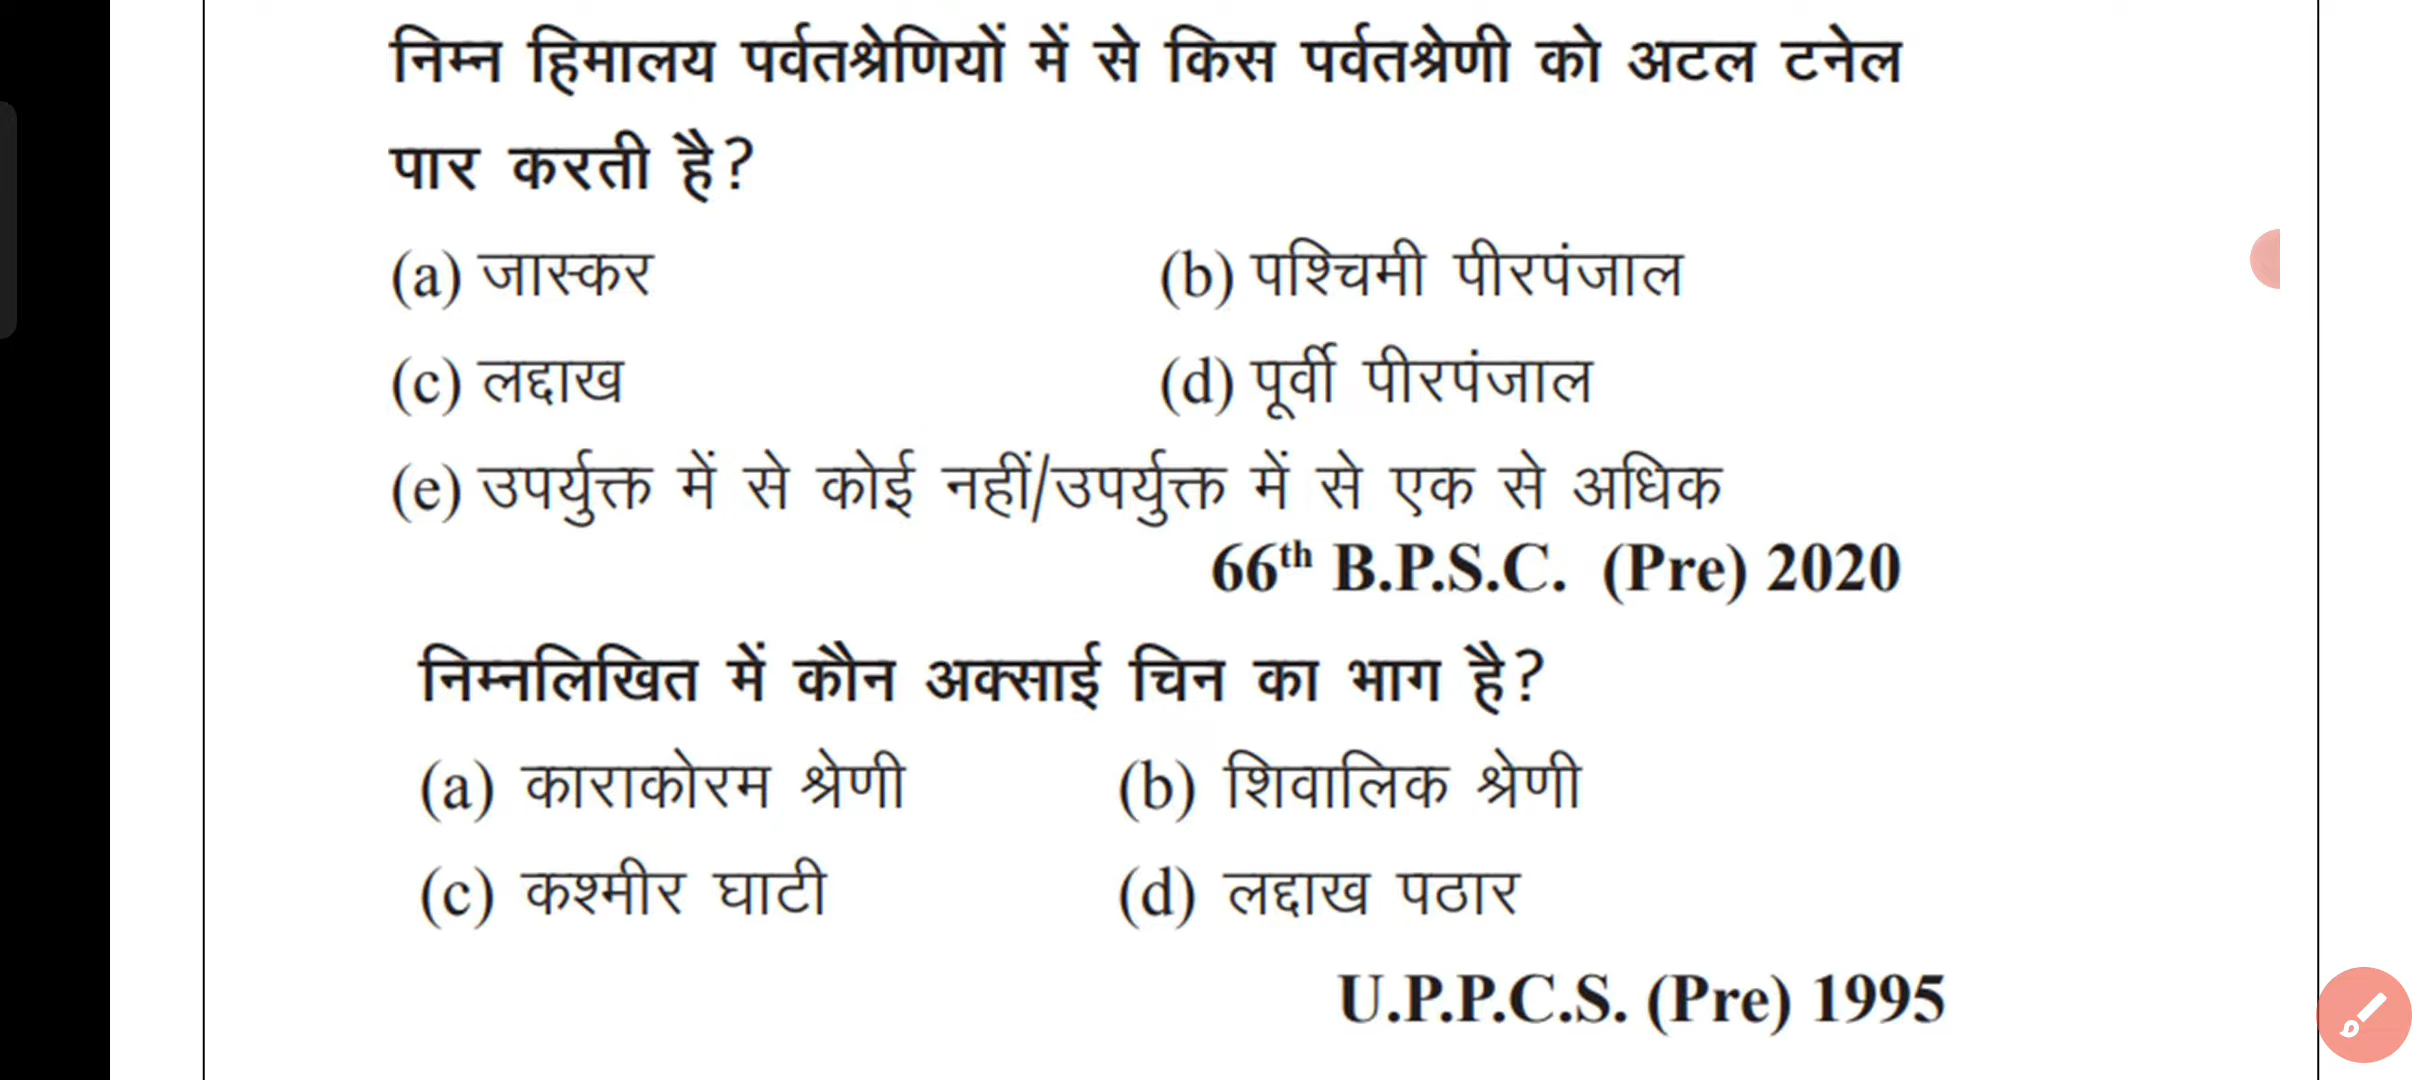 निम्न हिमालय पर्वतश्रेणियों में से किस पर्वतश्रेणी को अटल टनेल
पार करती है?
(a) जास्कर (b) पश्चिमी पीरपंजाल
(c) लद्दाख (d) पूर्वी पीरपंजाल
(e) उपर्युक्त में से कोई नहीं/उपर्युक्त में से एक से अधिक
66th B.P.S.C. (Pre) 2020
निम्नलिखित में कौन अक्साई चिन का भाग है?
(a) काराकोरम श्रेणी (b) शिवालिक श्रेणी
(c) कश्मीर घाटी (d) लद्दाख पठार
U.P.P.C.S. (Pre) 1995